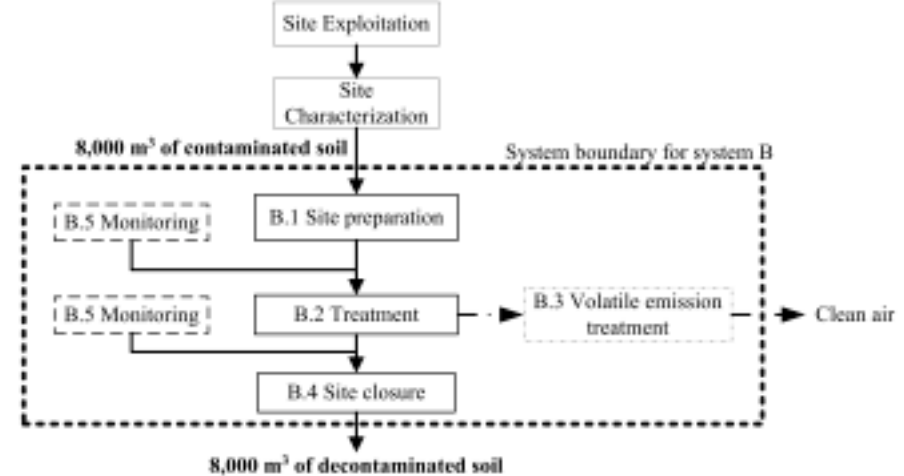 Site Exploitation
Site
Characterization
8,000 m³ of contaminated soil
System boundary for system B
B.5 Monitoring
B.1 Site preparation
B.5 Monitoring
B.2 Treatment
B.3 Volatile emission
treatment
Clean air
B.4 Site closure
8,000 m³ of decontaminated soil